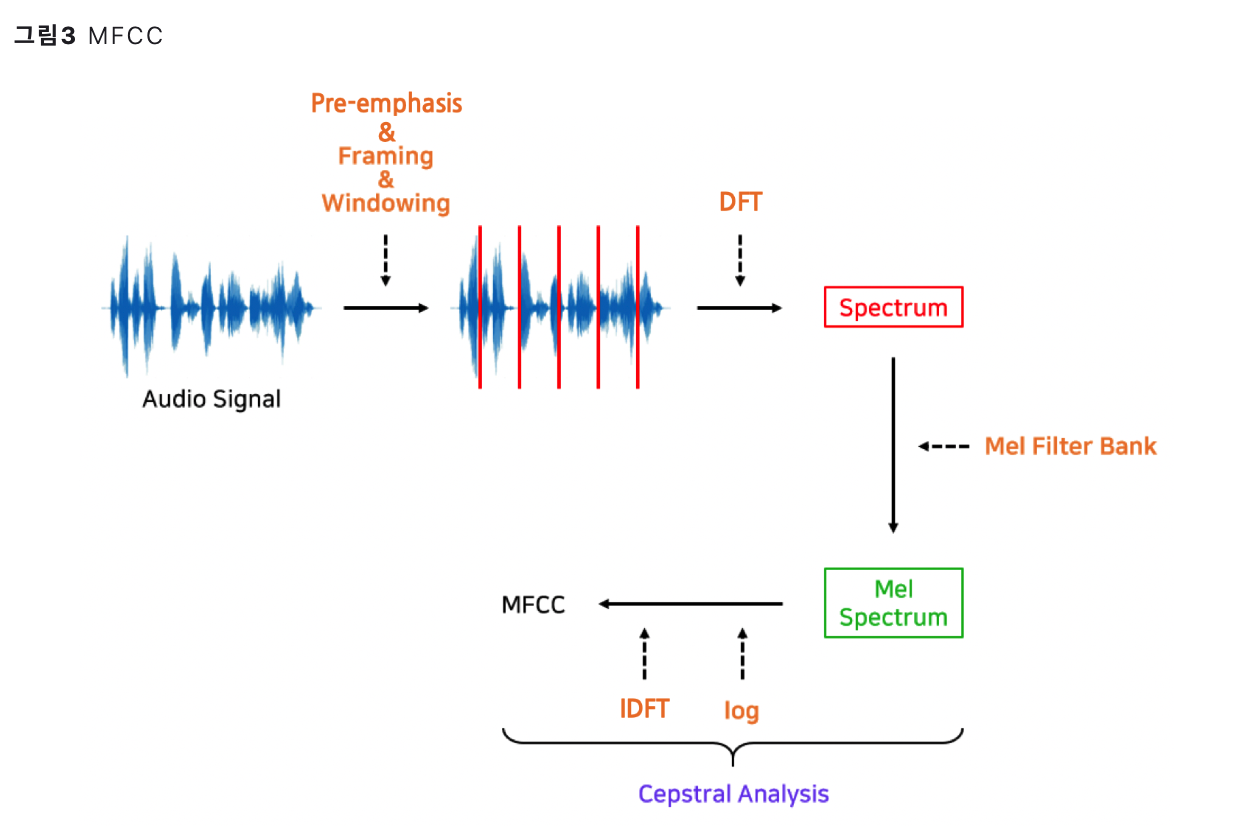 그림3 MFCC
Pre-emphasis
&
Framing
&
Windowing
DFT
Spectrum
Audio Signal
Mel Filter Bank
Mel
Spectrum
MFCC
IDFT
log
Cepstral Analysis